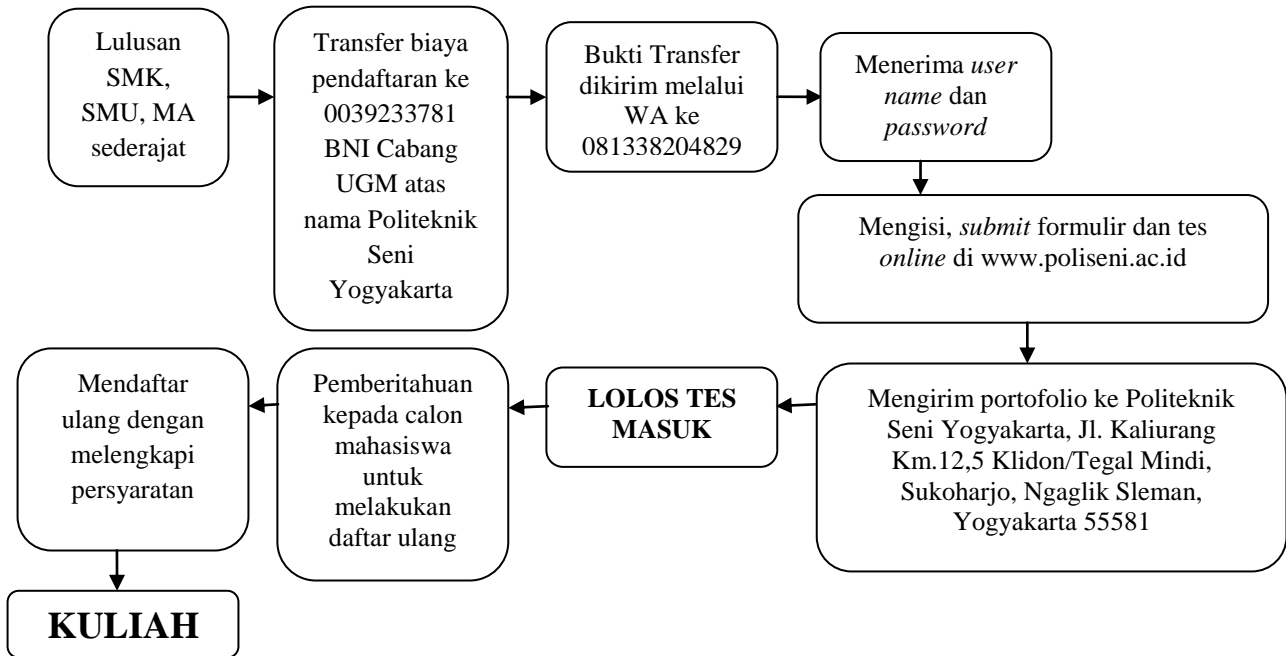 Lulusan
SMK,
SMU, MA
sederajat
Transfer biaya
pendaftaran ke
0039233781
BNI Cabang
UGM atas
nama Politeknik
Seni
Yogyakarta
Bukti Transfer
dikirim melalui
WA ke
081338204829
Menerima user
name dan
password
Mengisi, submit formulir dan tes
online di www.poliseni.ac.id
Mengirim portofolio ke Politeknik
Seni Yogyakarta, Jl. Kaliurang
Km.12,5 Klidon/Tegal Mindi,
Sukoharjo, Ngaglik Sleman,
Yogyakarta 55581
LOLOS TES
MASUK
Pemberitahuan
kepada calon
mahasiswa
untuk
melakukan
daftar ulang
Mendaftar
ulang dengan
melengkapi
persyaratan
KULIAH